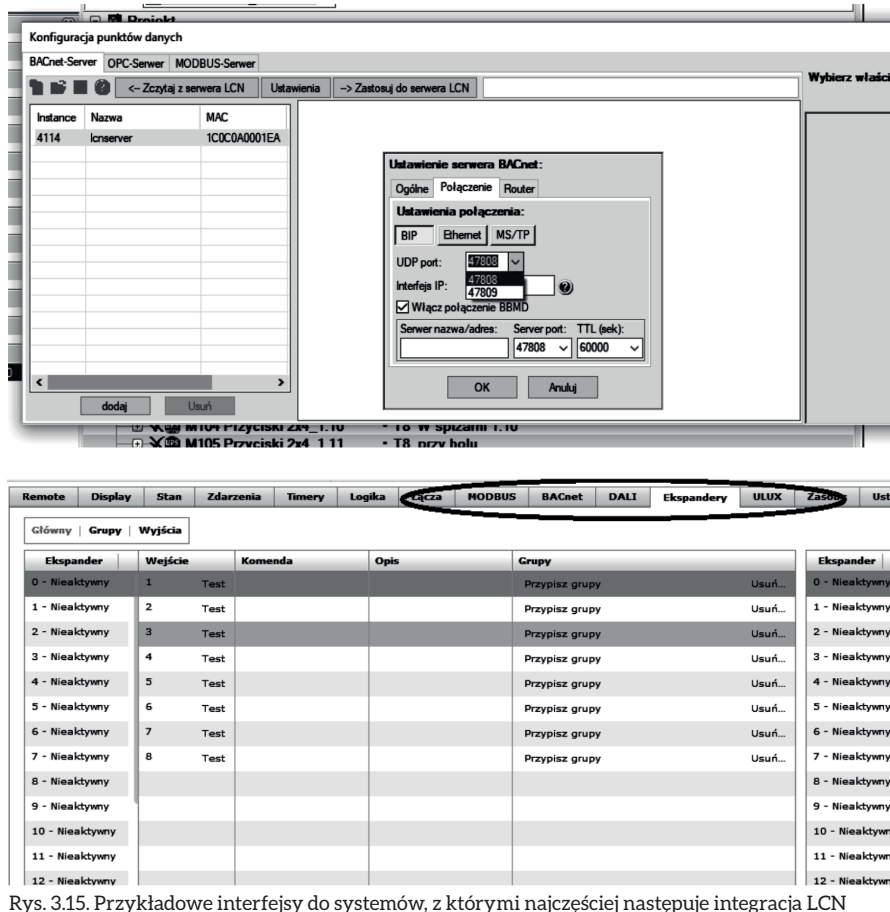 Projekt
Konfiguracja punktów danych
BACnet-Serwer OPC-Serwer MODBUS-Serwer
<-- Zczytaj z serwera LCN Ustawienia --> Zastosuj do serwera LCN
Wybierz właści
Instance Nazwa MAC
4114 lcnserver 1C0C0A0001EA
Ustawienie serwera BACnet:
Ogólne Połączenie Router
Ustawienia połączenia:
BIP Ethernet MS/TP
UDP port: 47808
47808
Interfejs IP:
47809
Włącz połączenie BBMD
Serwer nazwa/adres: Server port: TTL (sek):
47808 60000
OK Anuluj
dodaj Usuń
M104 Przyciski 2x4_1.10 • T8 W spiżarni 1.10
M105 Przyciski 2x4_1.11 • T8 przy holu
Remote Display Stan Zdarzenia Timery Logika Łącza MODBUS BACnet DALI Ekspandery ULUX Zasoby Ust
Główny | Grupy | Wyjścia
Ekspander Wejście Komenda Opis Grupy Ekspander
0 - Nieaktywny 1 Test Przypisz grupy Usuń... 0 - Nieaktywny
1 - Nieaktywny 2 Test Przypisz grupy Usuń... 1 - Nieaktywny
2 - Nieaktywny 3 Test Przypisz grupy Usuń... 2 - Nieaktywny
3 - Nieaktywny 4 Test Przypisz grupy Usuń... 3 - Nieaktywny
4 - Nieaktywny 5 Test Przypisz grupy Usuń... 4 - Nieaktywny
5 - Nieaktywny 6 Test Przypisz grupy Usuń... 5 - Nieaktywny
6 - Nieaktywny 7 Test Przypisz grupy Usuń... 6 - Nieaktywny
7 - Nieaktywny 8 Test Przypisz grupy Usuń... 7 - Nieaktywny
8 - Nieaktywny 8 - Nieaktywny
9 - Nieaktywny 9 - Nieaktywny
10 - Nieaktywny 10 - Nieaktywn
11 - Nieaktywny 11 - Nieaktywn
12 - Nieaktywny 12 - Nieaktywn
Rys. 3.15. Przykładowe interfejsy do systemów, z którymi najczęściej następuje integracja LCN